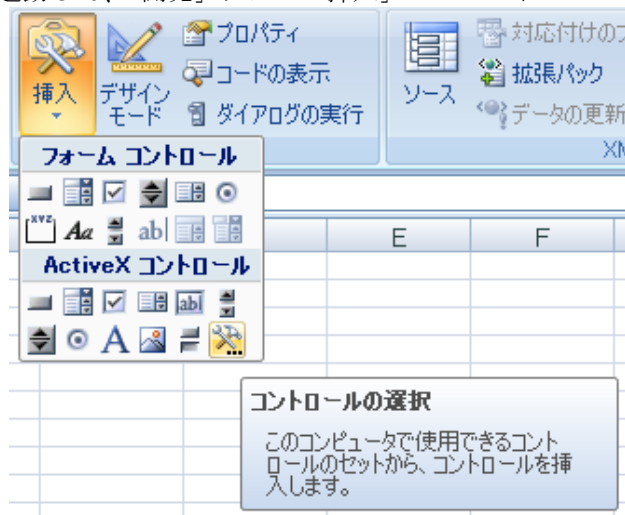 挿入
デザイン
モード
プロパティ
コードの表示
ダイアログの実行
ソース
対応付けの
拡張パック
データの更新
フォーム コントロール
XYZ
Aa
ab
E
F
ActiveX コントロール
ab
A
コントロールの選択
このコンピュータで使用できるコント
ロールのセットから、コントロールを挿
入します。